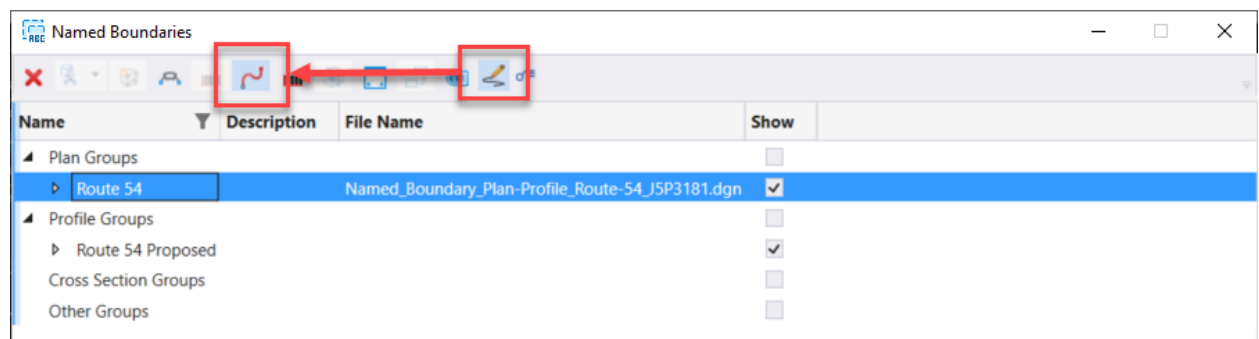 ABC Named Boundaries
Name Description File Name Show
Plan Groups
Route 54 Named_Boundary_Plan-Profile_Route-54_J5P3181.dgn
Profile Groups
Route 54 Proposed
Cross Section Groups
Other Groups